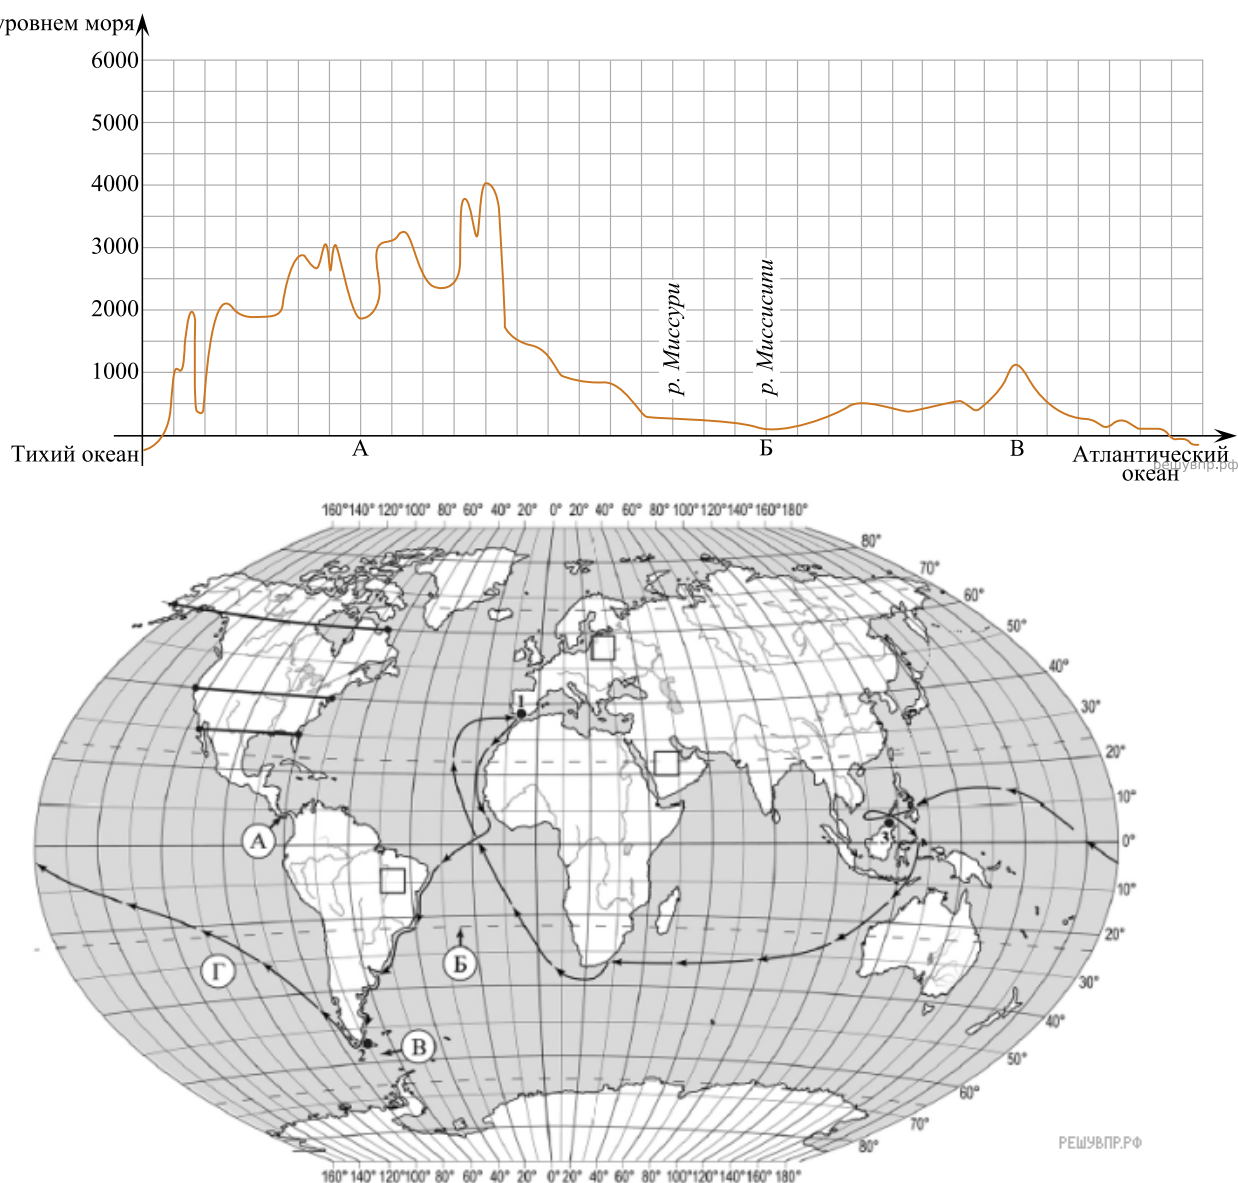 уровнем моря
6000
5000
4000
3000
2000
1000
р. Миссури
р. Миссисипи
Тихий океан
А
Б
В
Атлантический
океан
решувпр.рф
160° 140° 120° 100° 80° 60° 40° 20° 0° 20° 40° 60° 80° 100° 120° 140° 160° 180°
80°
70°
60°
50°
40°
30°
20°
10°
0°
10°
20°
30°
40°
50°
60°
70°
80°
1
А
3
Б
Г
В
2
РЕШУВПР.РФ
160° 140° 120° 100° 80° 60° 40° 20° 0° 20° 40° 60° 80° 100° 120° 140° 160° 180°